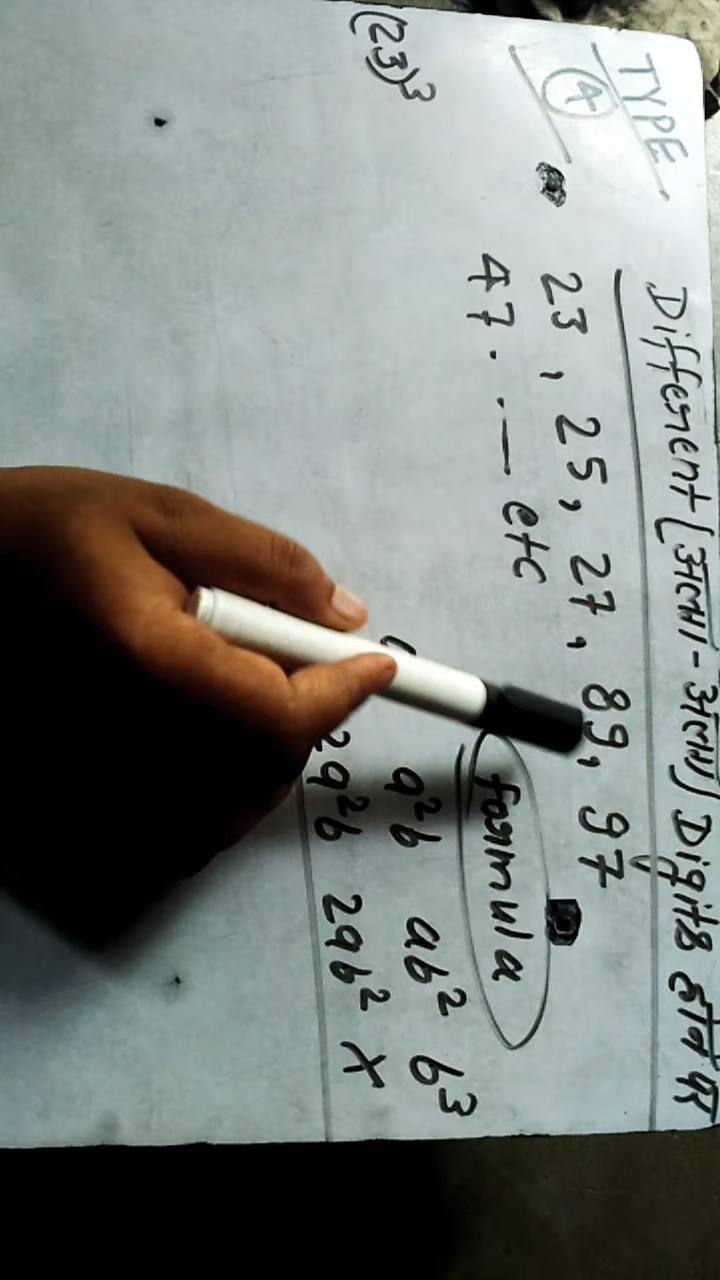 TYPE
4
Different (अलग-अलग) Digits होने पर
23, 25, 27, 89, 97
47. . — etc
formula
a²b ab² b³
2a²b 2ab² x
(23)³